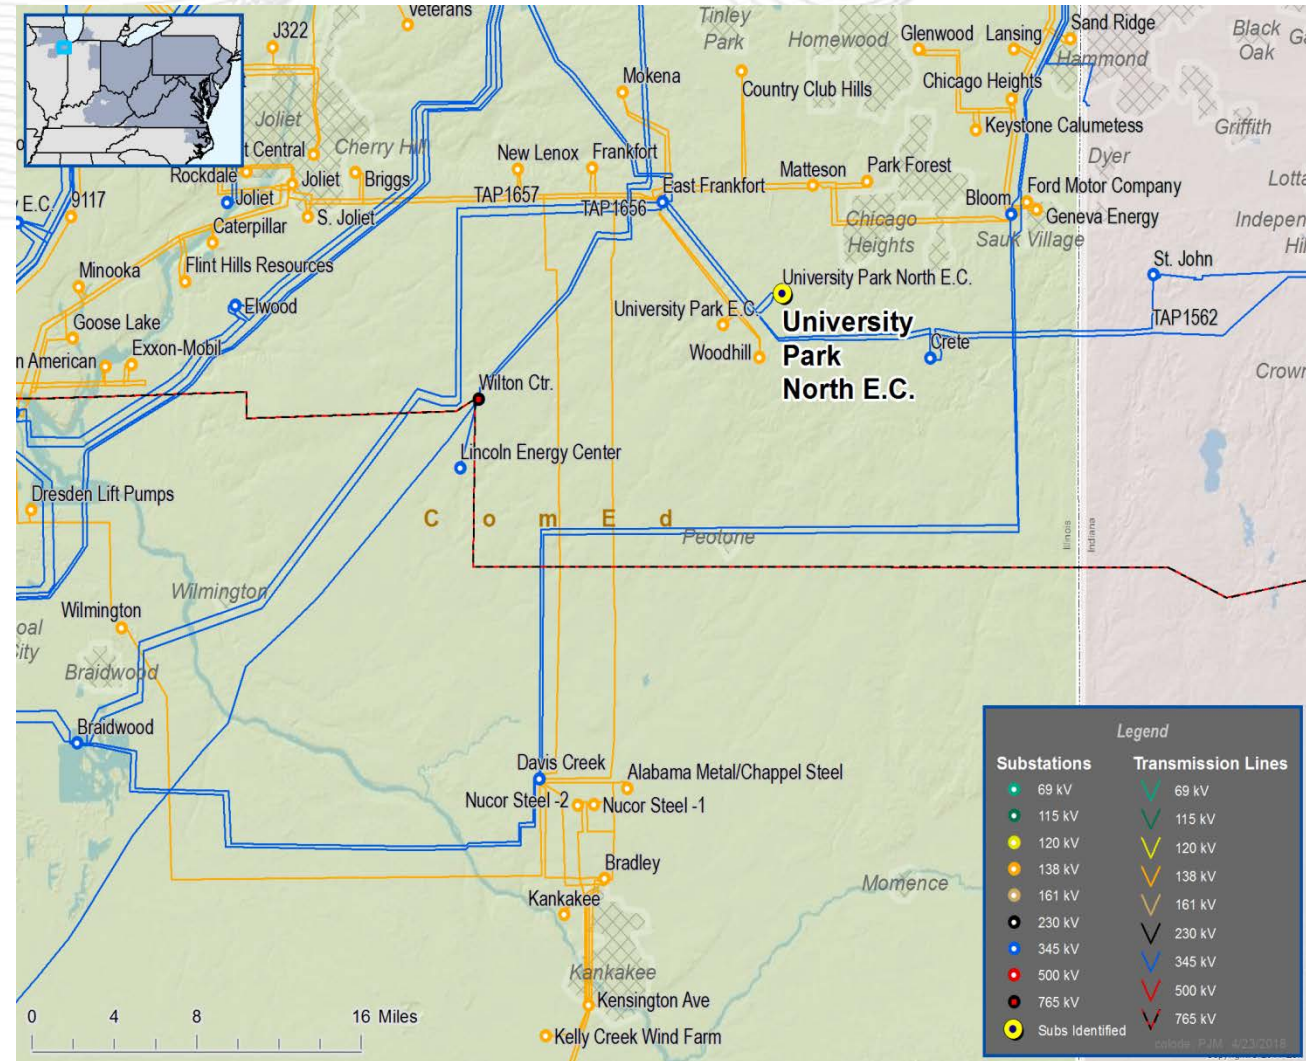 Veterans
J322
Tinley
Park
Homewood
Glenwood
Lansing
Sand Ridge
Black
Oak
Hammond
Mokena
Country Club Hills
Chicago Heights
Keystone Calumetess
Griffith
Joliet
Cherry Hill
t Central
Rockdale
Joliet
Briggs
New Lenox
Frankfort
Matteson
Park Forest
Dyer
9117
E.C.
Joliet
S. Joliet
TAP1657
TAP1656
East Frankfort
Bloom
Ford Motor Company
Geneva Energy
Caterpillar
Chicago
Heights
Sauk Village
Minooka
Flint Hills Resources
St. John
University Park North E.C.
Elwood
Goose Lake
University Park E.C.
University
Park
North E.C.
TAP1562
n American
Exxon-Mobil
Woodhill
Crete
Wilton Ctr.
Lincoln Energy Center
Dresden Lift Pumps
ComEd
Peotone
Illinois
Indiana
Wilmington
Wilmington
Braidwood
Braidwood
Davis Creek
Alabama Metal/Chappel Steel
Nucor Steel -2
Nucor Steel -1
Bradley
Momence
Kankakee
Kankakee
Kensington Ave
Kelly Creek Wind Farm
0 4 8 16 Miles
Legend
Substations
69 kV
115 kV
120 kV
138 kV
161 kV
230 kV
345 kV
500 kV
765 kV
Subs Identified
Transmission Lines
69 kV
115 kV
120 kV
138 kV
161 kV
230 kV
345 kV
500 kV
765 kV
PJM 4/23/2018